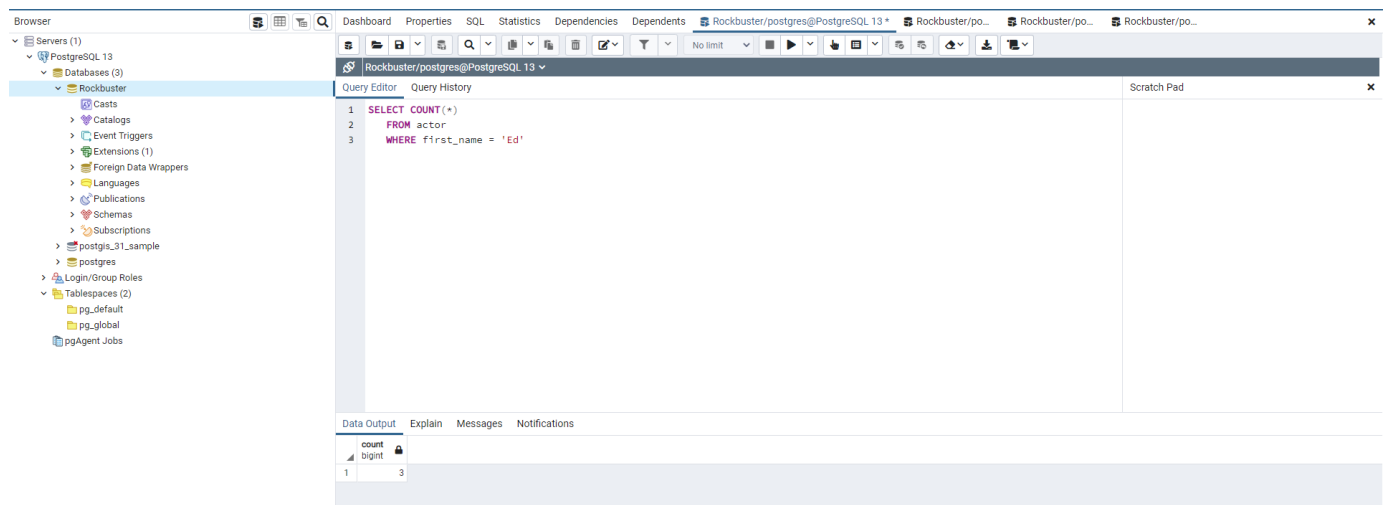 Browser
Dashboard Properties SQL Statistics Dependencies Dependents Rockbuster/postgres@PostgreSQL 13 * Rockbuster/po... Rockbuster/po... Rockbuster/po...
Servers (1)
PostgreSQL 13
Databases (3)
Rockbuster
Casts
Catalogs
Event Triggers
Extensions (1)
Foreign Data Wrappers
Languages
Publications
Schemas
Subscriptions
postgis_31_sample
postgres
Login/Group Roles
Tablespaces (2)
pg_default
pg_global
pgAgent Jobs
No limit
Rockbuster/postgres@PostgreSQL 13
Query Editor Query History
Scratch Pad
1 SELECT COUNT(*)
2 FROM actor
3 WHERE first_name = 'Ed'
Data Output Explain Messages Notifications
count
bigint
1 3